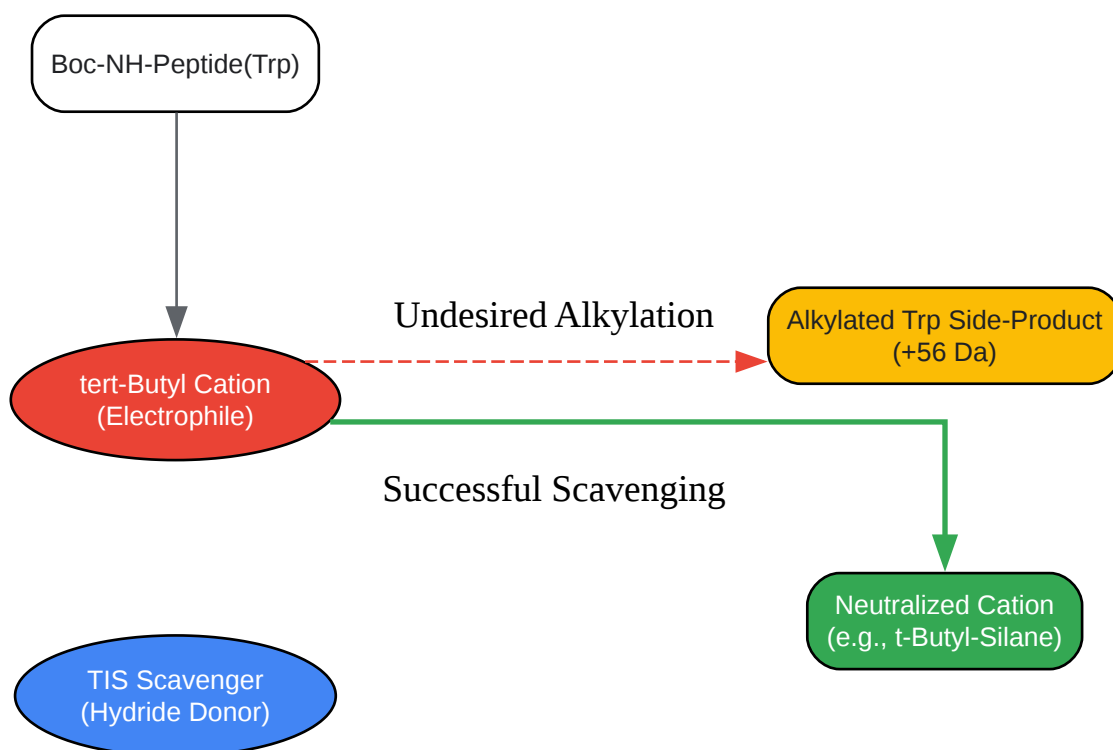 Boc-NH-Peptide(Trp)
Undesired Alkylation
Alkylated Trp Side-Product
(+56 Da)
tert-Butyl Cation
(Electrophile)
Successful Scavenging
Neutralized Cation
(e.g., t-Butyl-Silane)
TIS Scavenger
(Hydride Donor)